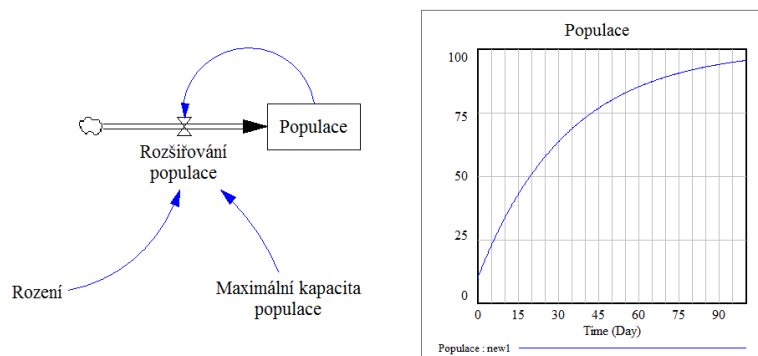 Populace
Rozšiřování
populace
Rození
Maximální kapacita
populace
Populace
100
75
50
25
0
0 15 30 45 60 75 90
Time (Day)
Populace : new1